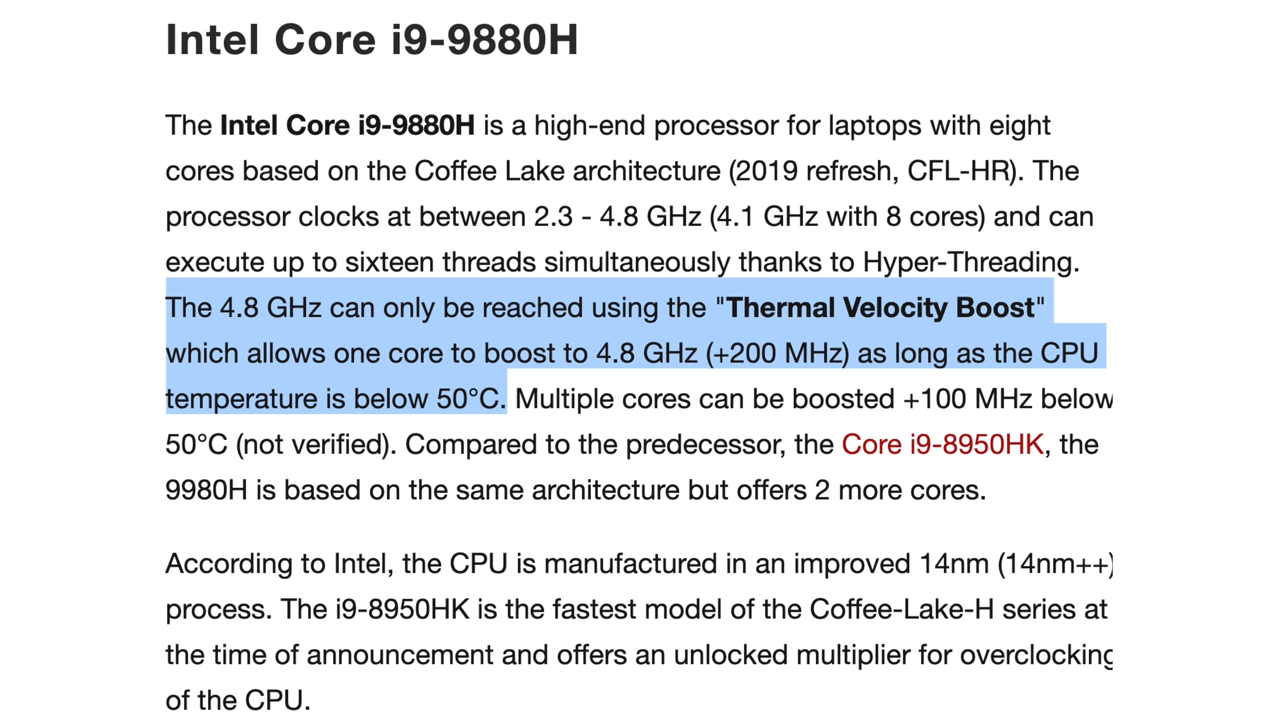 Intel Core i9-9880H
The Intel Core i9-9880H is a high-end processor for laptops with eight
cores based on the Coffee Lake architecture (2019 refresh, CFL-HR). The
processor clocks at between 2.3 - 4.8 GHz (4.1 GHz with 8 cores) and can
execute up to sixteen threads simultaneously thanks to Hyper-Threading.
The 4.8 GHz can only be reached using the "Thermal Velocity Boost"
which allows one core to boost to 4.8 GHz (+200 MHz) as long as the CPU
temperature is below 50°C. Multiple cores can be boosted +100 MHz below
50°C (not verified). Compared to the predecessor, the Core i9-8950HK, the
9980H is based on the same architecture but offers 2 more cores.
According to Intel, the CPU is manufactured in an improved 14nm (14nm++)
process. The i9-8950HK is the fastest model of the Coffee-Lake-H series at
the time of announcement and offers an unlocked multiplier for overclocking
of the CPU.